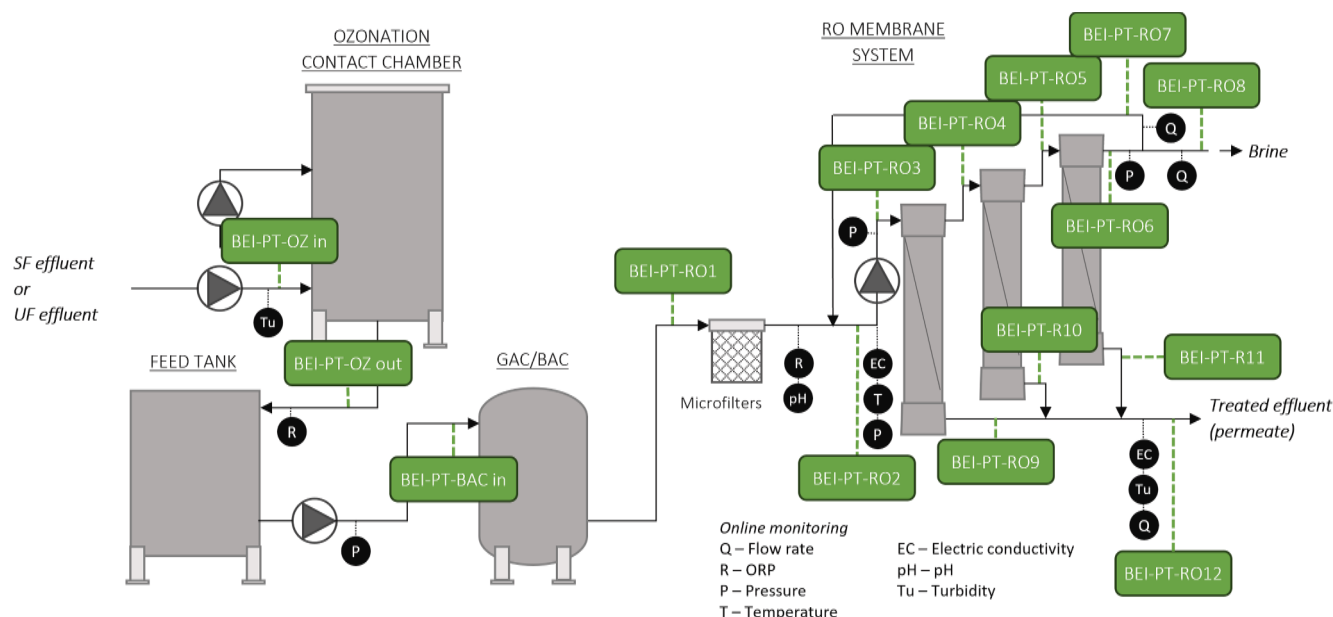 OZONATION
CONTACT CHAMBER
RO MEMBRANE
SYSTEM
BEI-PT-RO7
BEI-PT-RO5
BEI-PT-RO8
BEI-PT-RO4
Q
BEI-PT-RO3
P
Q
Brine
BEI-PT-OZ in
P
BEI-PT-RO6
SF effluent
or
UF effluent
BEI-PT-RO1
Tu
BEI-PT-R10
FEED TANK
BEI-PT-OZ out
GAC/BAC
R
EC
BEI-PT-R11
Microfilters
pH
T
Treated effluent
(permeate)
R
P
BEI-PT-BAC in
BEI-PT-RO2
BEI-PT-RO9
EC
Tu
Q
P
Online monitoring
Q – Flow rate
R – ORP
P – Pressure
T – Temperature
EC – Electric conductivity
pH – pH
Tu – Turbidity
BEI-PT-RO12